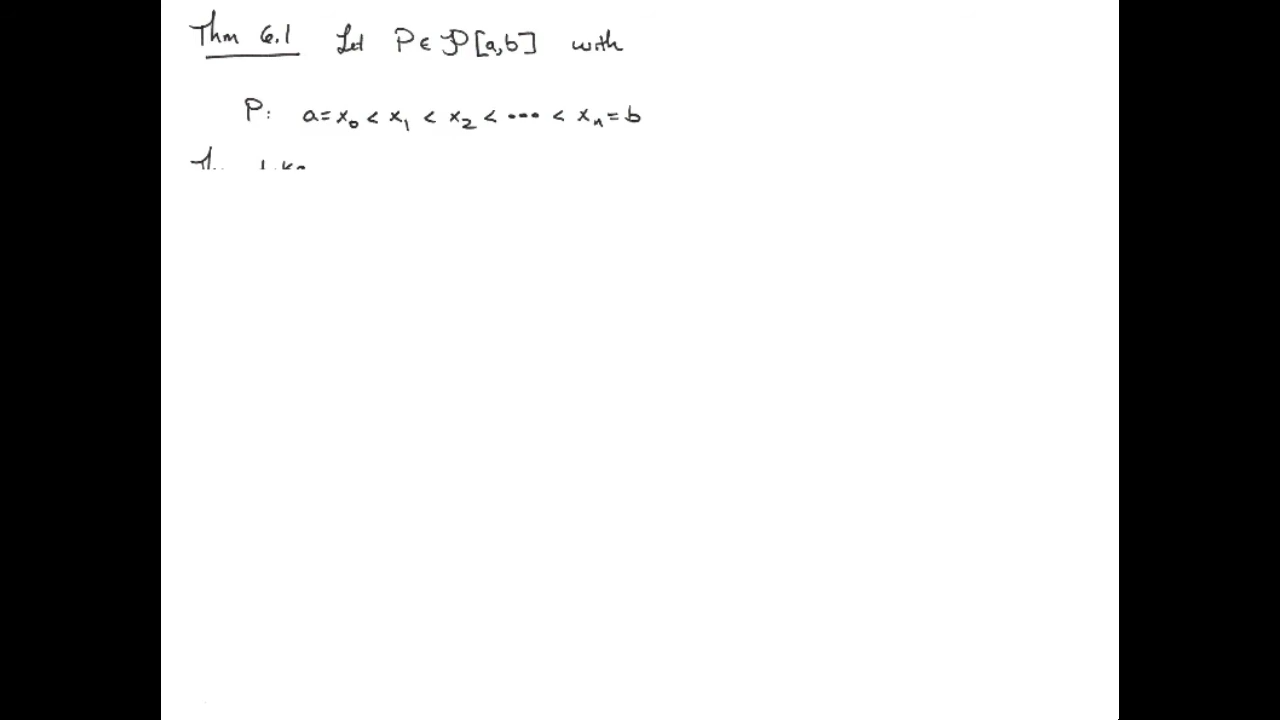 Thm 6.1 Let P ∈ 𝒫[a,b] with
P: a = x₀ < x₁ < x₂ < ··· < xₙ = b